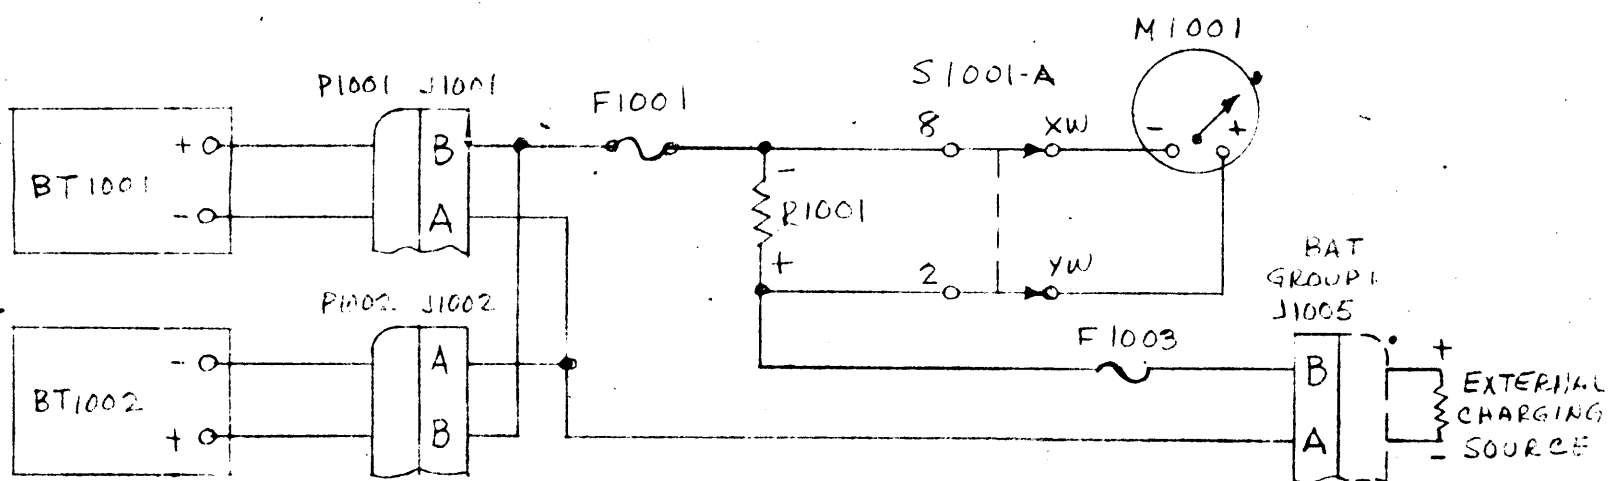 M1001
P1001 J1001
F1001
S1001-A
8
XW
- +
+
B
BT1001
-
A
-
R1001
+
2
YW
BAT
GROUP 1
J1005
P1002 J1002
F1003
-
A
B
+
BT1002
+
B
A
-
EXTERNAL
CHARGING
SOURCE